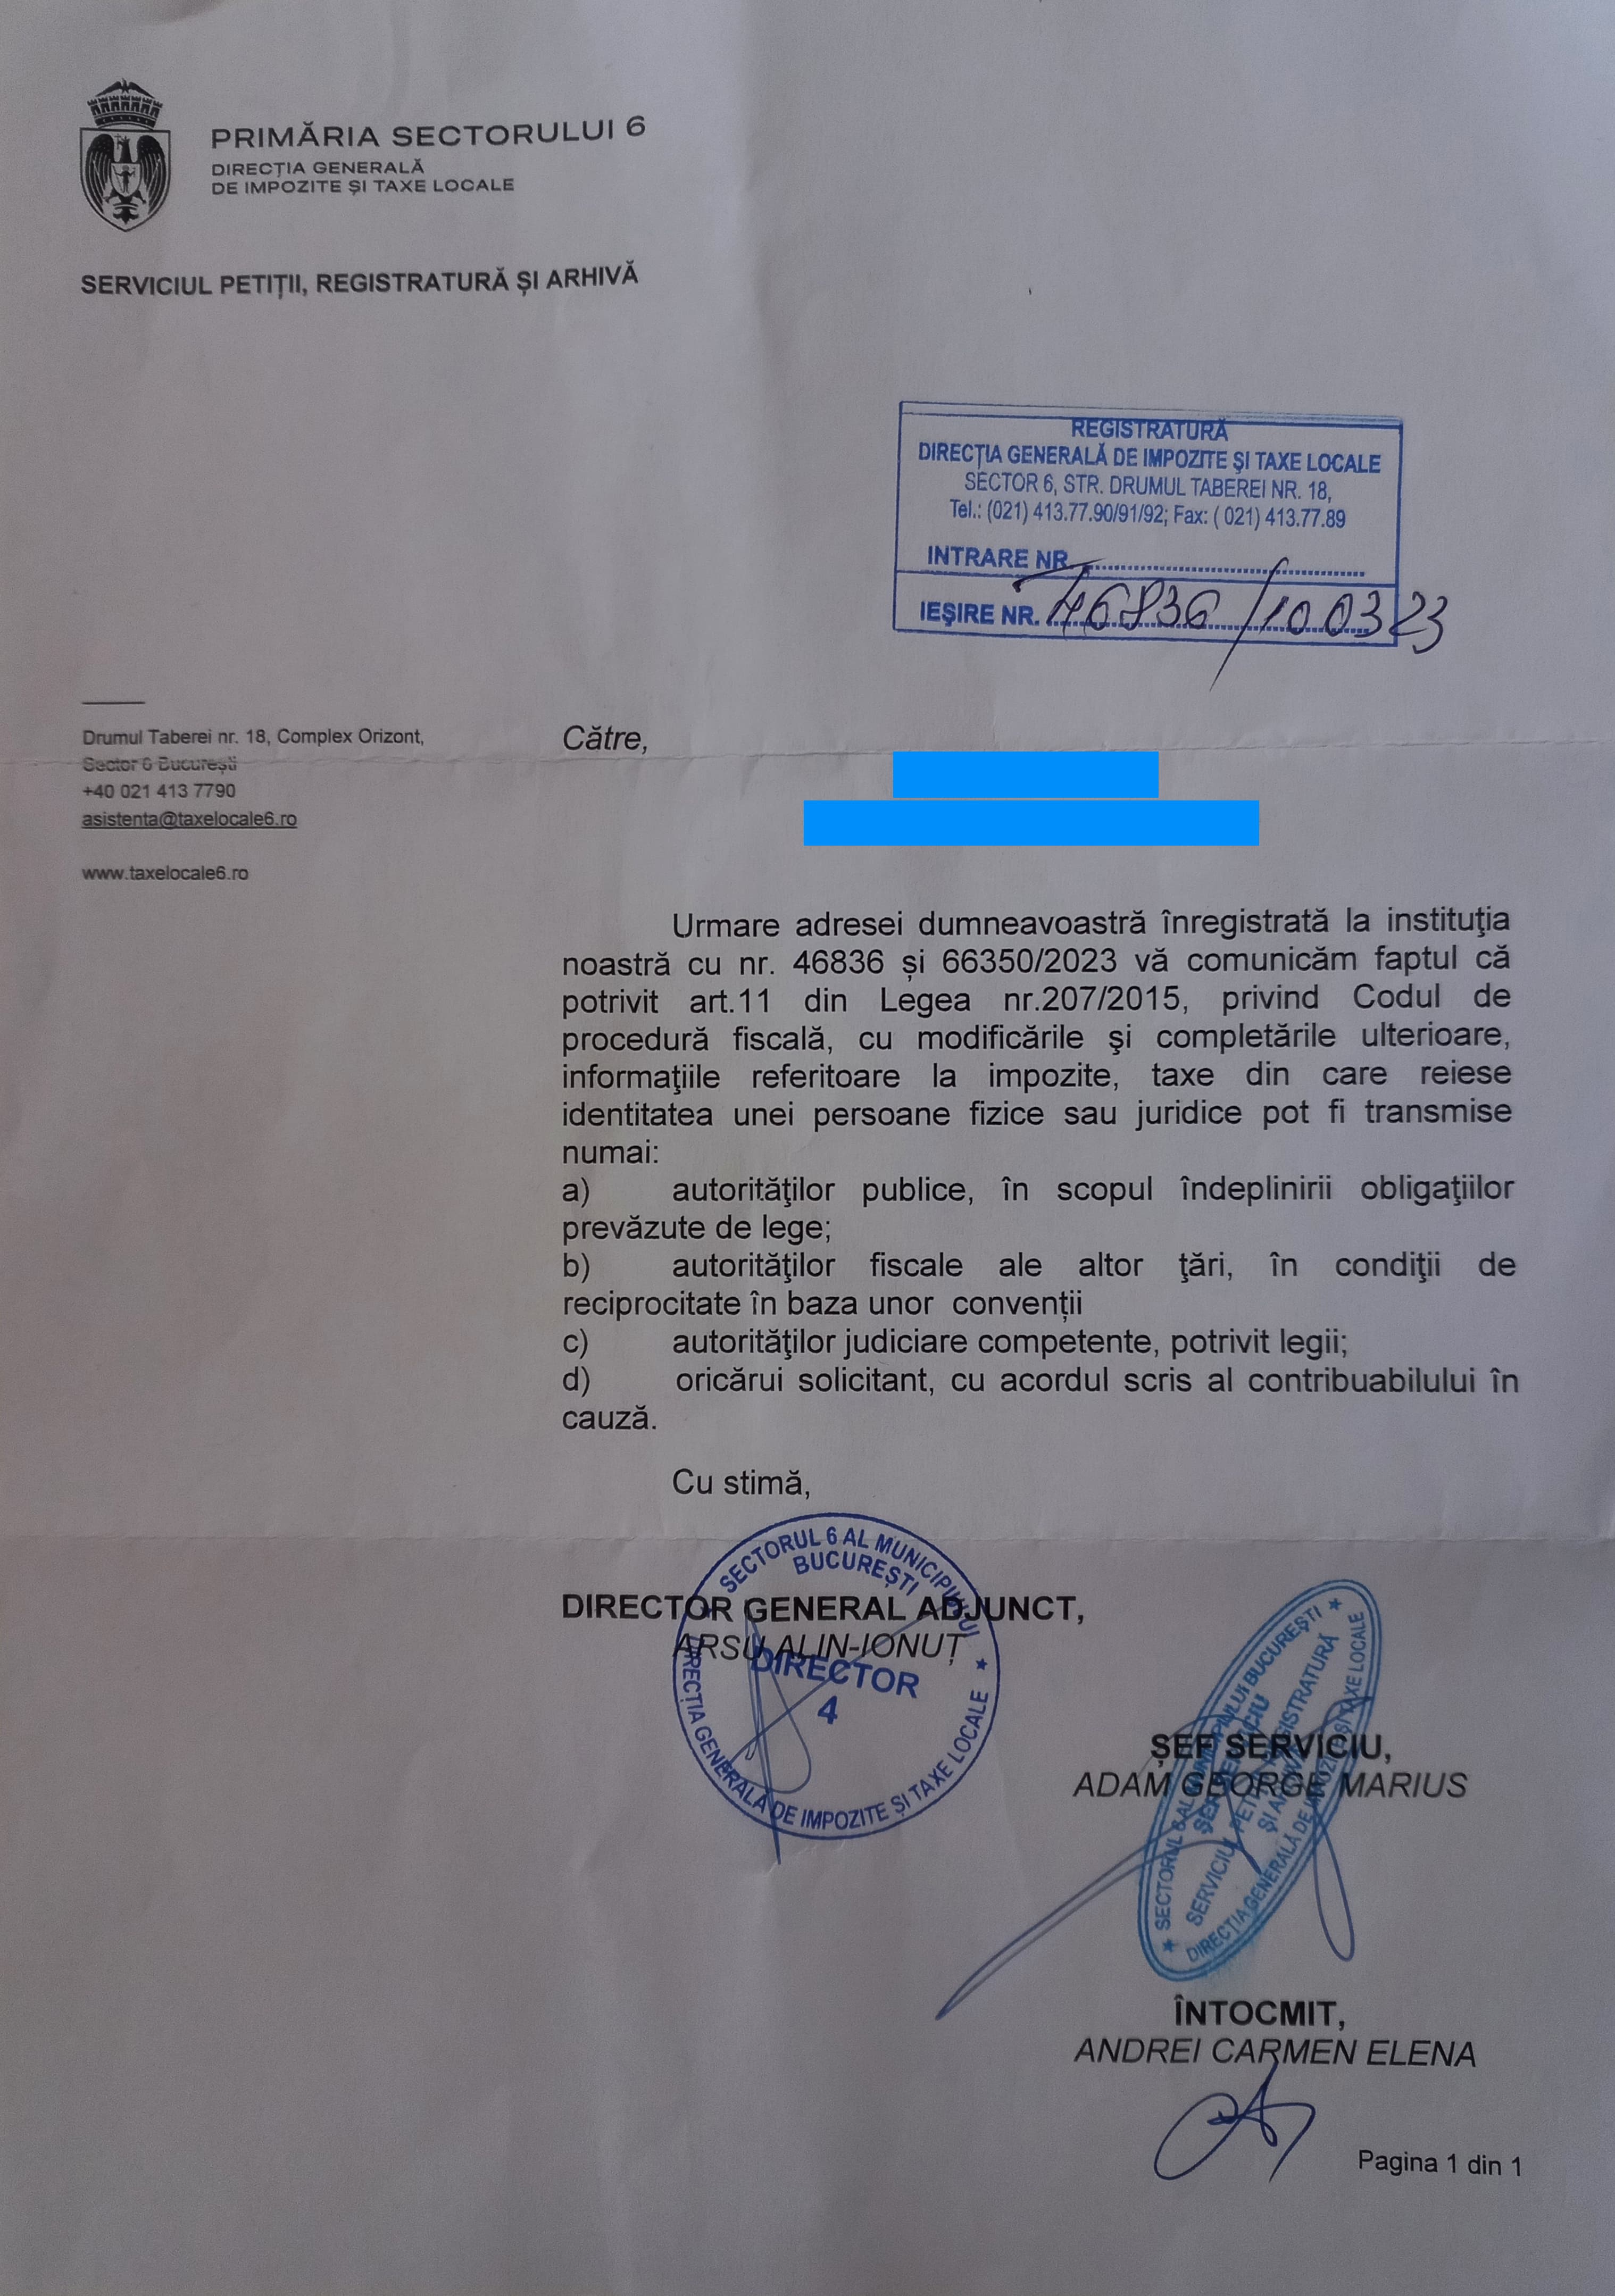 PRIMĂRIA SECTORULUI 6
DIRECȚIA GENERALĂ
DE IMPOZITE ȘI TAXE LOCALE
SERVICIUL PETIȚII, REGISTRATURĂ ȘI ARHIVĂ
REGISTRATURĂ
DIRECŢIA GENERALĂ DE IMPOZITE ŞI TAXE LOCALE
SECTOR 6, STR. DRUMUL TABEREI NR. 18,
Tel.: (021) 413.77.90/91/92; Fax: ( 021) 413.77.89
INTRARE NR.
IEŞIRE NR. 46836/100323
Drumul Taberei nr. 18, Complex Orizont,
Sector 6 București
+40 021 413 7790
asistenta@taxelocale6.ro
www.taxelocale6.ro
Către,
Urmare adresei dumneavoastră înregistrată la instituţia
noastră cu nr. 46836 și 66350/2023 vă comunicăm faptul că
potrivit art.11 din Legea nr.207/2015, privind Codul de
procedură fiscală, cu modificările şi completările ulterioare,
informaţiile referitoare la impozite, taxe din care reiese
identitatea unei persoane fizice sau juridice pot fi transmise
numai:
a) autorităţilor publice, în scopul îndeplinirii obligaţiilor
prevăzute de lege;
b) autorităţilor fiscale ale altor ţări, în condiţii de
reciprocitate în baza unor convenții
c) autorităţilor judiciare competente, potrivit legii;
d) oricărui solicitant, cu acordul scris al contribuabilului în
cauză.
Cu stimă,
DIRECTOR GENERAL ADJUNCT,
ARSU ALIN-IONUȚ
SECTORUL 6 AL MUNICIPIULUI
BUCUREȘTI
DIRECTOR
4
DIRECȚIA GENERALĂ DE IMPOZITE ȘI TAXE LOCALE
ȘEF SERVICIU,
ADAM GEORGE MARIUS
SECTORUL 6 AL MUNICIPIULUI BUCUREȘTI
ȘEF SERVICIU
SERVICIUL PETIȚII, REGISTRATURĂ
ȘI ARHIVĂ
DIRECȚIA GENERALĂ DE IMPOZITE ȘI TAXE LOCALE
ÎNTOCMIT,
ANDREI CARMEN ELENA
Pagina 1 din 1